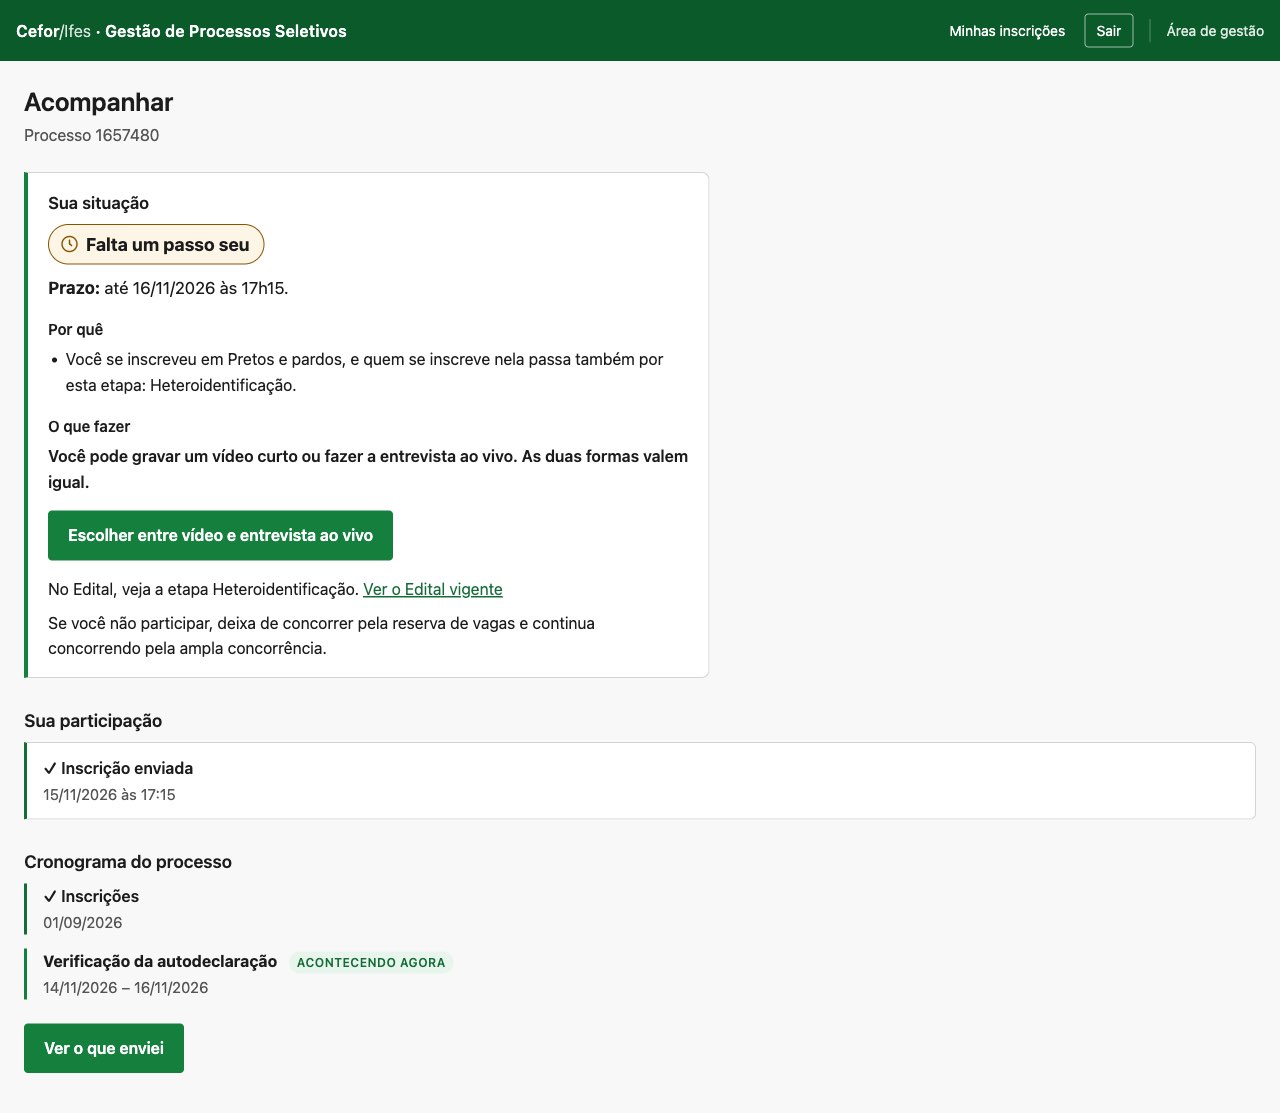 Cefor/Ifes · Gestão de Processos Seletivos
Minhas inscrições
Sair
Área de gestão
Acompanhar
Processo 1657480
Sua situação
Falta um passo seu
Prazo: até 16/11/2026 às 17h15.
Por quê
• Você se inscreveu em Pretos e pardos, e quem se inscreve nela passa também por
esta etapa: Heteroidentificação.
O que fazer
Você pode gravar um vídeo curto ou fazer a entrevista ao vivo. As duas formas valem
igual.
Escolher entre vídeo e entrevista ao vivo
No Edital, veja a etapa Heteroidentificação. Ver o Edital vigente
Se você não participar, deixa de concorrer pela reserva de vagas e continua
concorrendo pela ampla concorrência.
Sua participação
✓ Inscrição enviada
15/11/2026 às 17:15
Cronograma do processo
✓ Inscrições
01/09/2026
Verificação da autodeclaração ACONTECENDO AGORA
14/11/2026 – 16/11/2026
Ver o que enviei